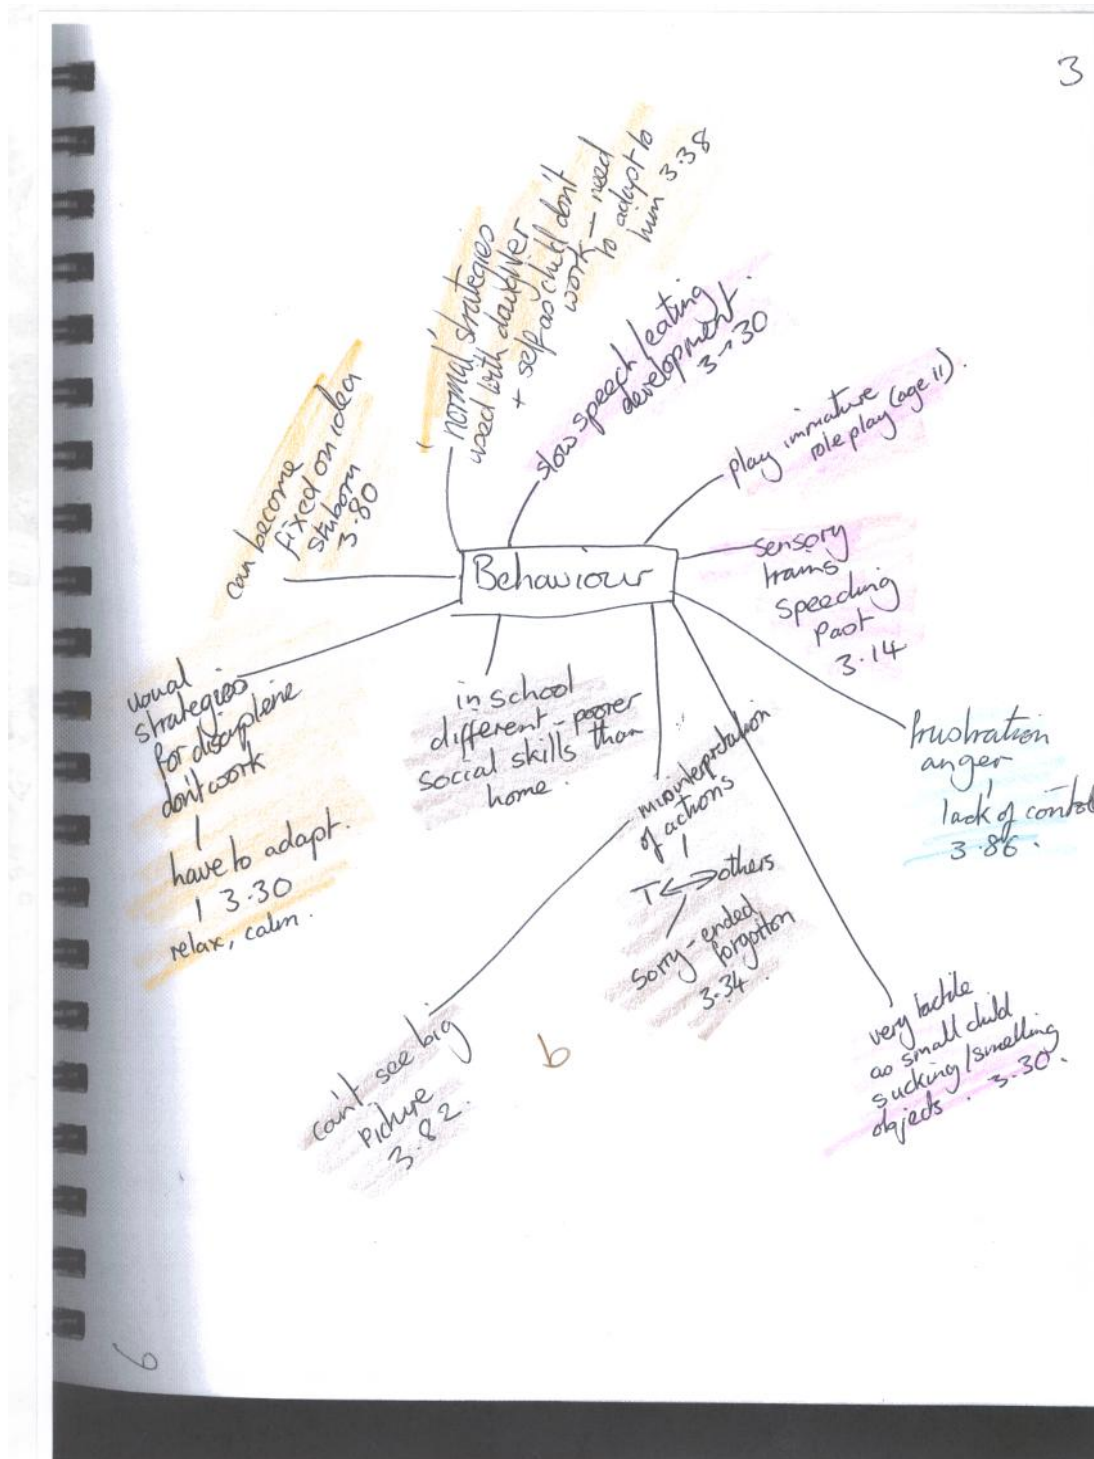 3
'normal' strategies
used with daughter
+ self as child don't
work - need
to adapt to
him 3.38
slow speech/eating
development.
3.30
play immature
role play (age 11).
can become
fixed on idea
stuborn
3.80
Behaviour
sensory
trains
speeding
past
3.14
usual
strategies
for discipline
don't work
have to adapt.
3.30
relax, calm.
in school
different - poorer
social skills than
home.
misinterpretation
of actions
T ↔ others
sorry - ended
forgotton
3.34.
frustration
anger
lack of control
3.86.
can't see big
picture
3.82.
b
very tactile
as small child
sucking/smelling
objects. 3.30.
6